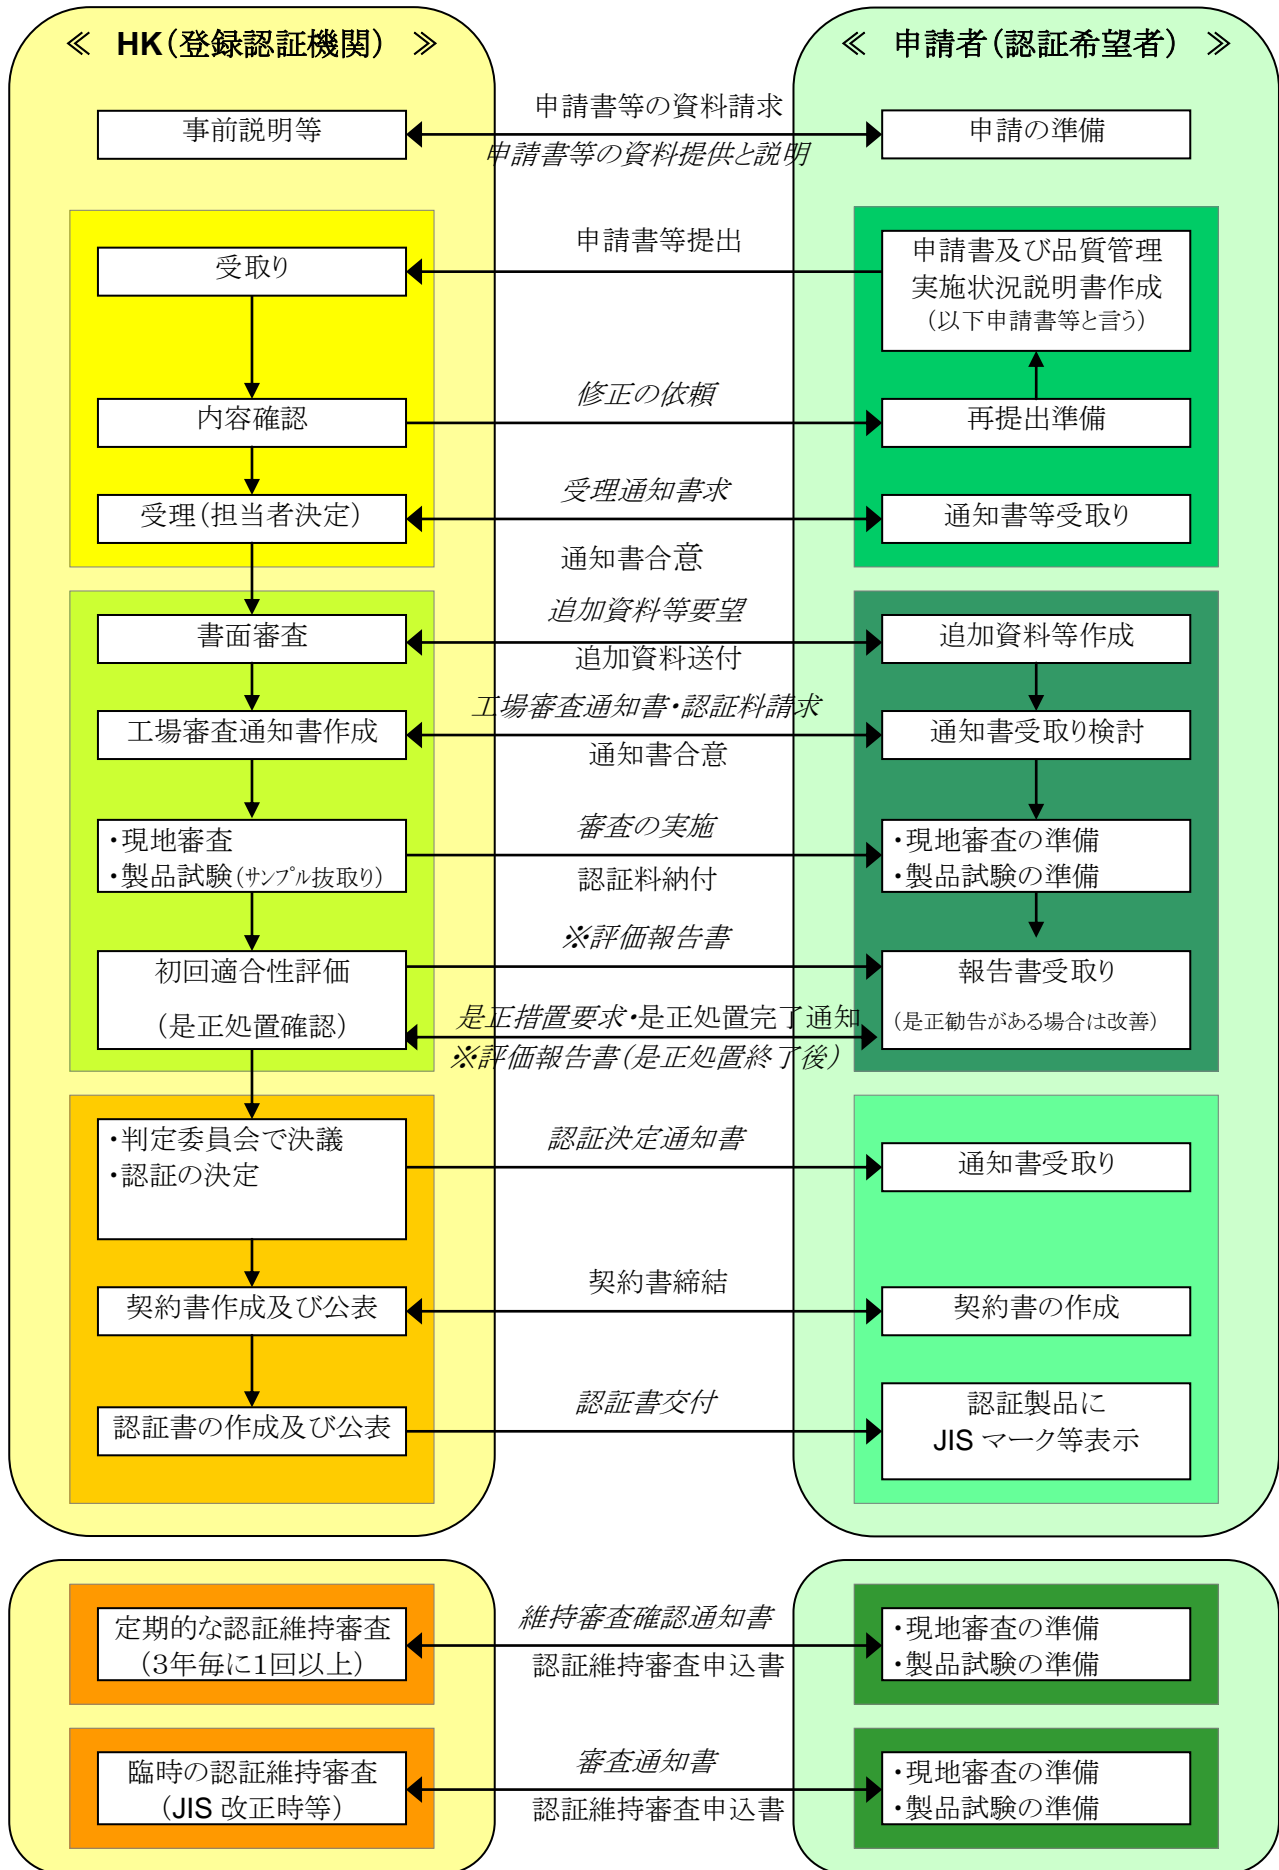 ≪ HK(登録認証機関) ≫
≪ 申請者(認証希望者) ≫
事前説明等
申請書等の資料請求
申請書等の資料提供と説明
申請の準備
受取り
申請書等提出
申請書及び品質管理
実施状況説明書作成
(以下申請書等と言う)
内容確認
修正の依頼
再提出準備
受理(担当者決定)
受理通知書求
通知書合意
通知書等受取り
書面審査
追加資料等要望
追加資料送付
追加資料等作成
工場審査通知書作成
工場審査通知書・認証料請求
通知書合意
通知書受取り検討
・現地審査
・製品試験(サンプル抜取り)
審査の実施
認証料納付
・現地審査の準備
・製品試験の準備
初回適合性評価
(是正処置確認)
※評価報告書
是正措置要求・是正処置完了通知
※評価報告書(是正処置終了後)
報告書受取り
(是正勧告がある場合は改善)
・判定委員会で決議
・認証の決定
認証決定通知書
通知書受取り
契約書作成及び公表
契約書締結
契約書の作成
認証書の作成及び公表
認証書交付
認証製品に
JIS マーク等表示
定期的な認証維持審査
(3年毎に1回以上)
維持審査確認通知書
認証維持審査申込書
・現地審査の準備
・製品試験の準備
臨時の認証維持審査
(JIS 改正時等)
審査通知書
認証維持審査申込書
・現地審査の準備
・製品試験の準備